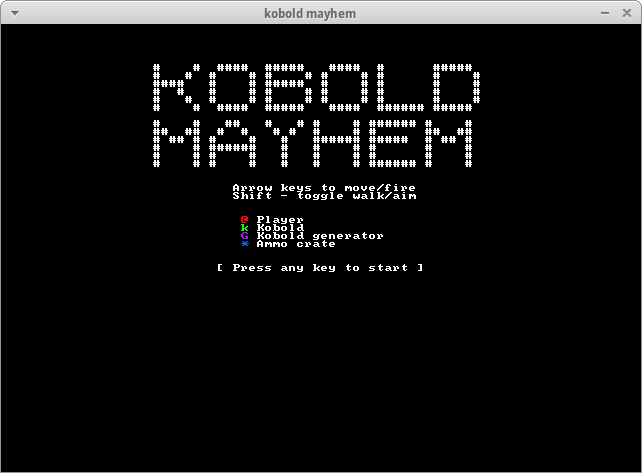 kobold mayhem
KOBOLD
MAYHEM
Arrow keys to move/fire
Shift - toggle walk/aim
@ Player
k Kobold
G Kobold generator
* Ammo crate
[ Press any key to start ]